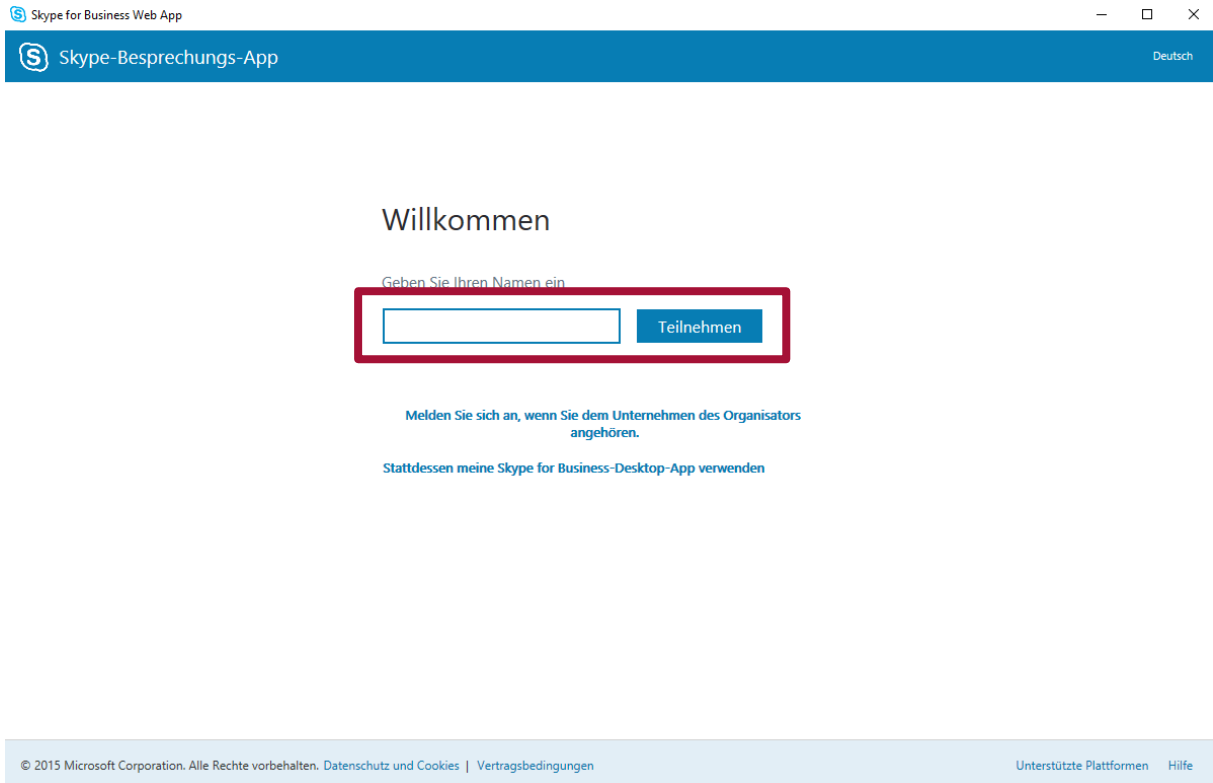 Skype for Business Web App
Skype-Besprechungs-App
Deutsch
Willkommen
Geben Sie Ihren Namen ein
Teilnehmen
Melden Sie sich an, wenn Sie dem Unternehmen des Organisators
angehören.
Stattdessen meine Skype for Business-Desktop-App verwenden
© 2015 Microsoft Corporation. Alle Rechte vorbehalten. Datenschutz und Cookies | Vertragsbedingungen
Unterstützte Plattformen Hilfe